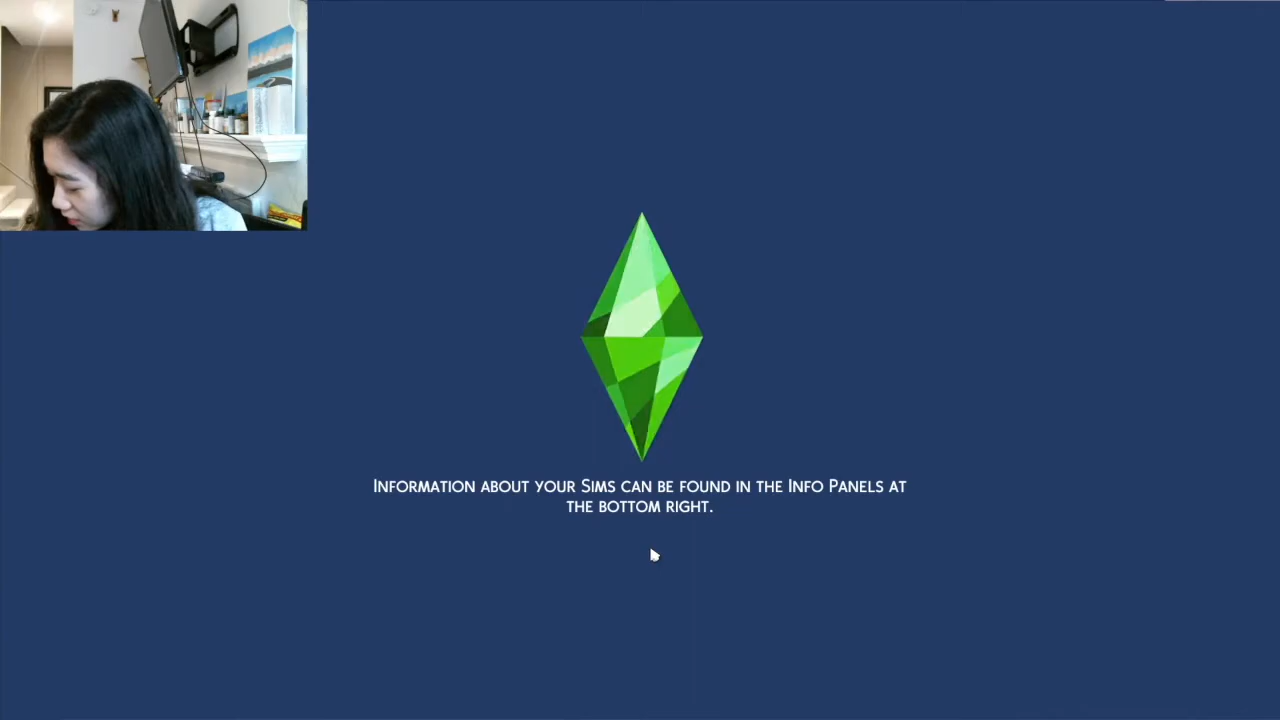 Information about your Sims can be found in the Info Panels at
the bottom right.